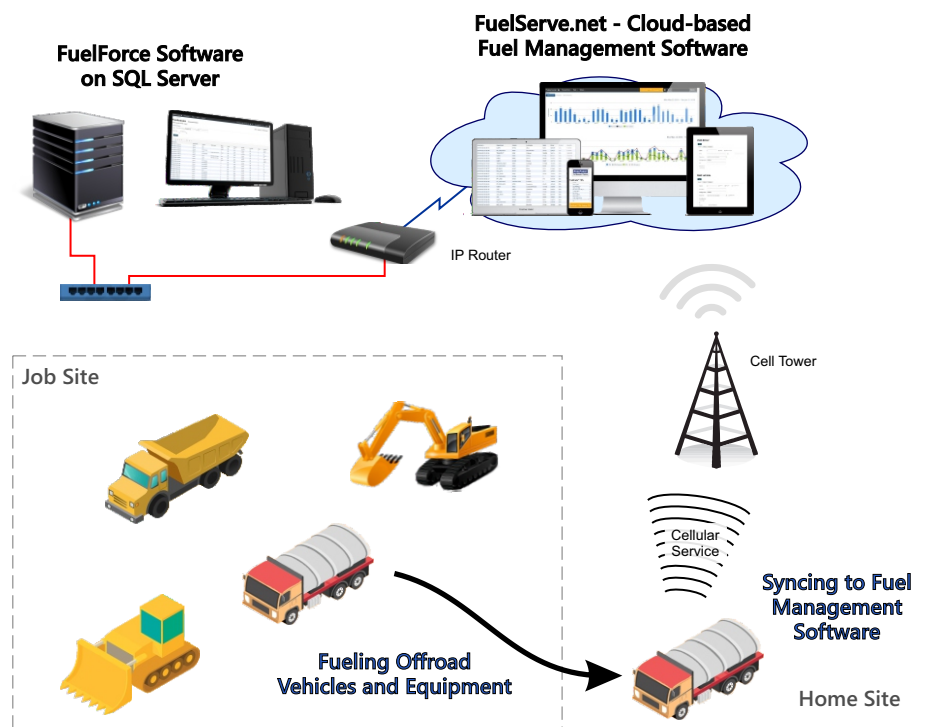 FuelForce Software
on SQL Server
FuelServe.net - Cloud-based
Fuel Management Software
IP Router
Cell Tower
Job Site
Cellular
Service
Syncing to Fuel
Management
Software
Fueling Offroad
Vehicles and Equipment
Home Site